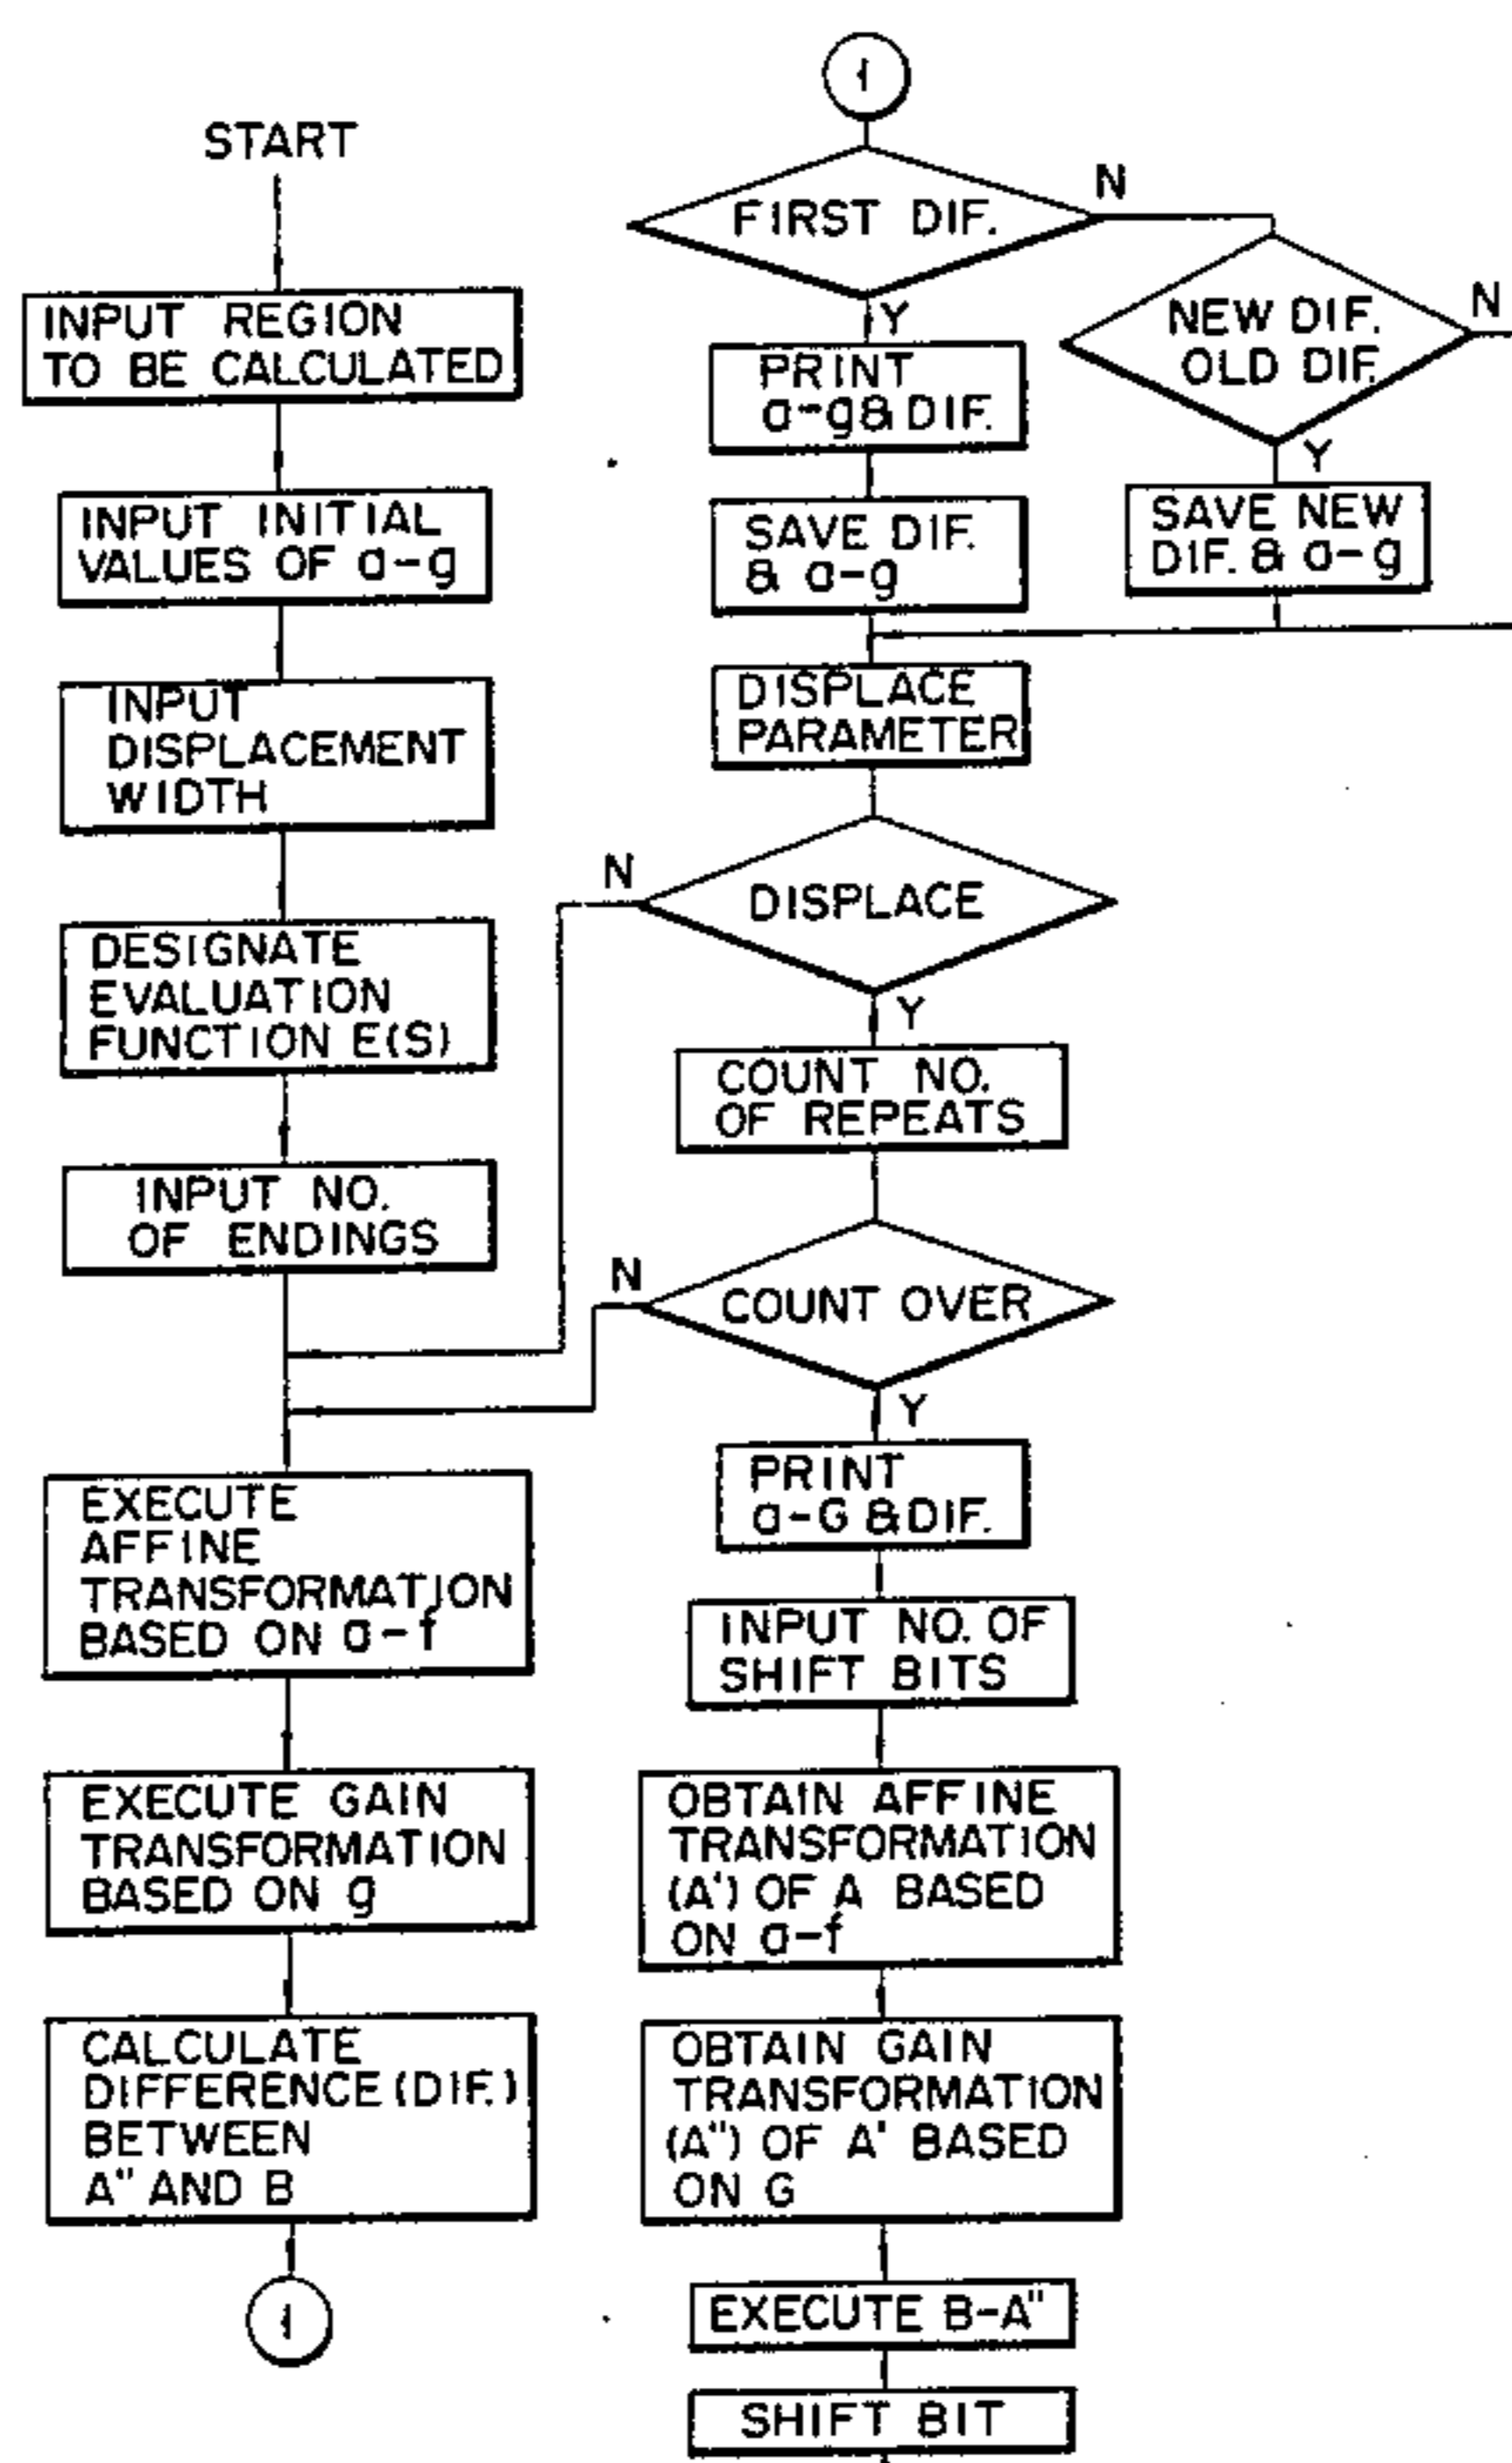 START
INPUT REGION
TO BE CALCULATED
INPUT INITIAL
VALUES OF a-g
INPUT
DISPLACEMENT
WIDTH
DESIGNATE
EVALUATION
FUNCTION E(S)
INPUT NO.
OF ENDINGS
EXECUTE
AFFINE
TRANSFORMATION
BASED ON a-f
EXECUTE GAIN
TRANSFORMATION
BASED ON g
CALCULATE
DIFFERENCE (DIF.)
BETWEEN
A" AND B
1
1
FIRST DIF.
N
Y
NEW DIF.
OLD DIF.
N
Y
PRINT
a-g & DIF.
SAVE DIF.
& a-g
SAVE NEW
DIF. & a-g
DISPLACE
PARAMETER
DISPLACE
N
Y
COUNT NO.
OF REPEATS
COUNT OVER
N
Y
PRINT
a-G & DIF.
INPUT NO. OF
SHIFT BITS
OBTAIN AFFINE
TRANSFORMATION
(A') OF A BASED
ON a-f
OBTAIN GAIN
TRANSFORMATION
(A") OF A' BASED
ON G
EXECUTE B-A"
SHIFT BIT